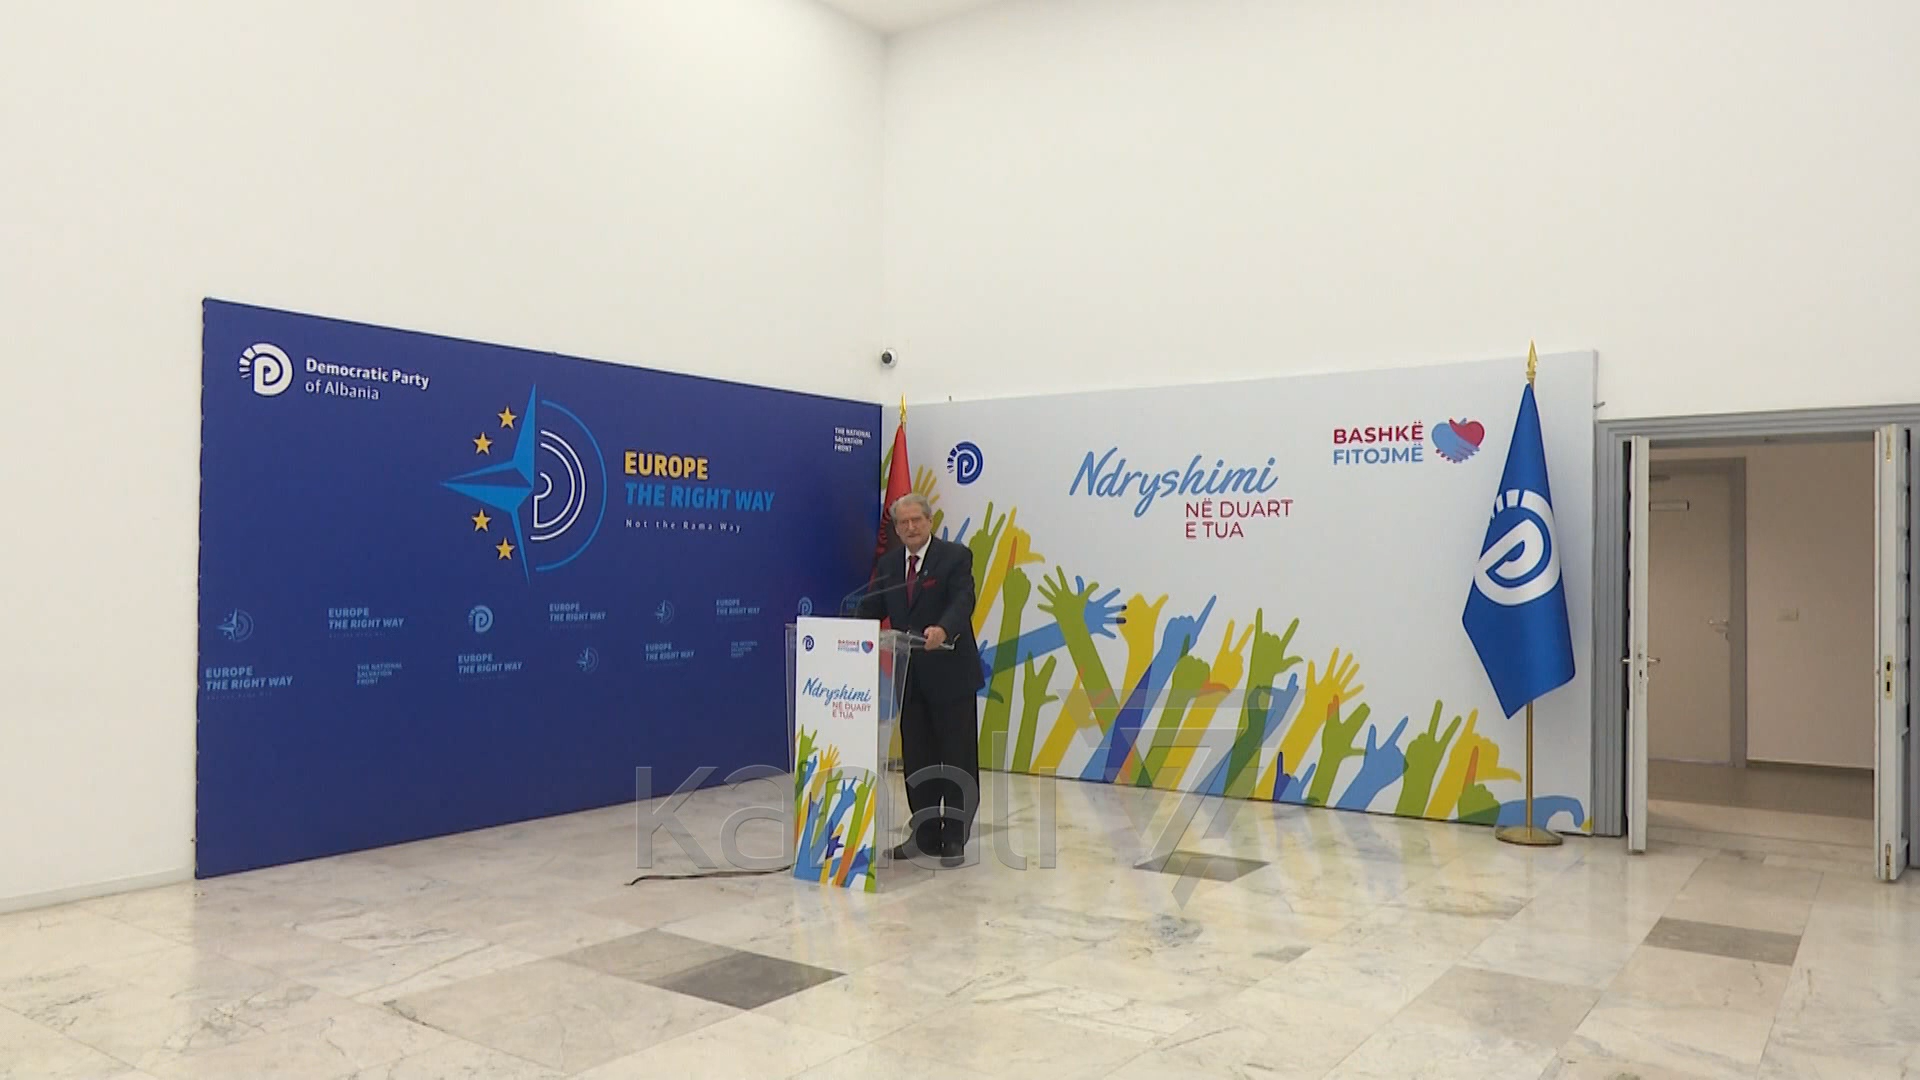 Democratic Party
of Albania
THE NATIONAL
SALVATION
FRONT
EUROPE
THE RIGHT WAY
Not the Rama Way
EUROPE
THE RIGHT WAY
EUROPE
THE RIGHT WAY
EUROPE
THE RIGHT WAY
EUROPE
THE RIGHT WAY
THE NATIONAL
SALVATION
FRONT
EUROPE
THE RIGHT WAY
EUROPE
THE RIGHT WAY
Ndryshimi
NË DUART
E TUA
BASHKË
FITOJMË
BASHKË
FITOJMË
Ndryshimi
NË DUART
E TUA
kanali 7